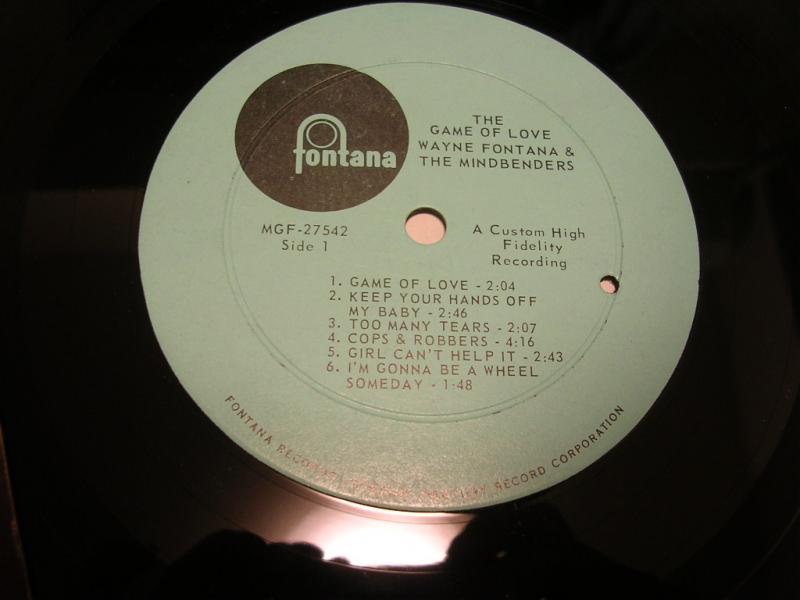 fontana
THE
GAME OF LOVE
WAYNE FONTANA &
THE MINDBENDERS
MGF-27542
Side 1
A Custom High
Fidelity
Recording
1. GAME OF LOVE - 2:04
2. KEEP YOUR HANDS OFF
MY BABY - 2:46
3. TOO MANY TEARS - 2:07
4. COPS & ROBBERS - 4:16
5. GIRL CAN'T HELP IT - 2:43
6. I'M GONNA BE A WHEEL
SOMEDAY - 1:48
FONTANA RECORDS RECORD CORPORATION